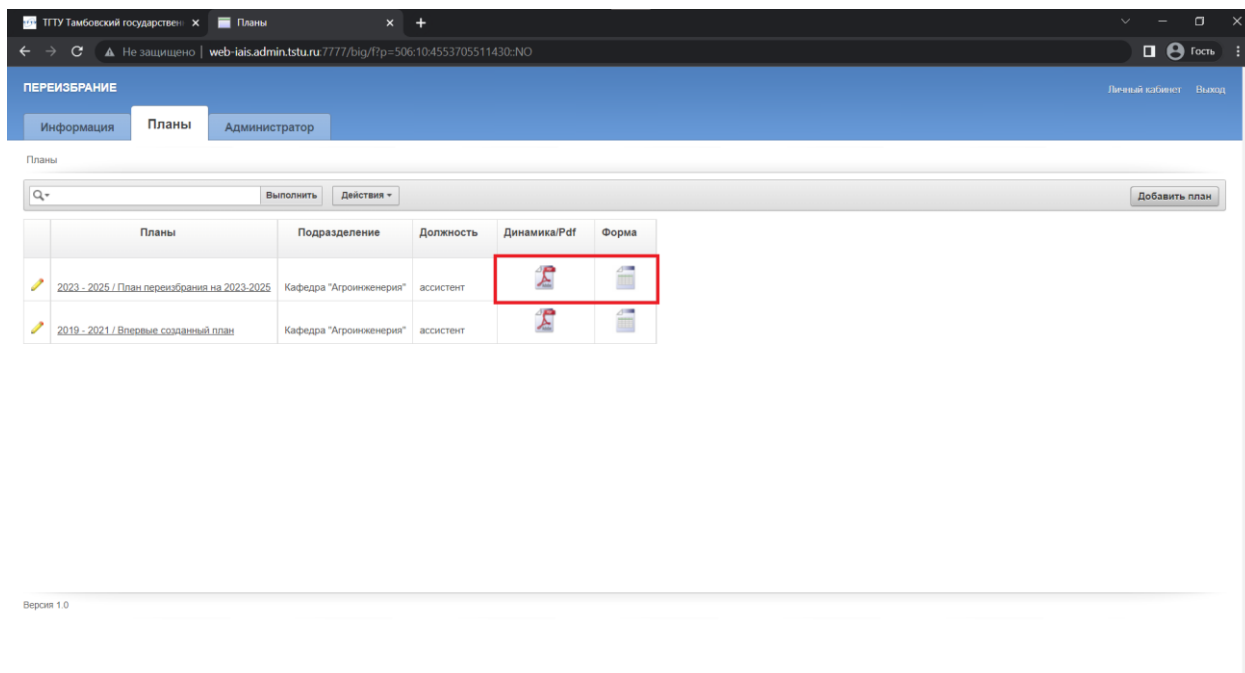 ТГТУ Тамбовский государствен
Планы
Не защищено | web-iais.admin.tstu.ru:7777/big/f?p=506:10:4553705511430::NO
Гость
ПЕРЕИЗБРАНИЕ
Личный кабинет Выход
Информация Планы Администратор
Планы
Выполнить Действия Добавить план
Планы Подразделение Должность Динамика/Pdf Форма
2023 - 2025 / План переизбрания на 2023-2025 Кафедра "Агроинженерия" ассистент
2019 - 2021 / Впервые созданный план Кафедра "Агроинженерия" ассистент
Версия 1.0